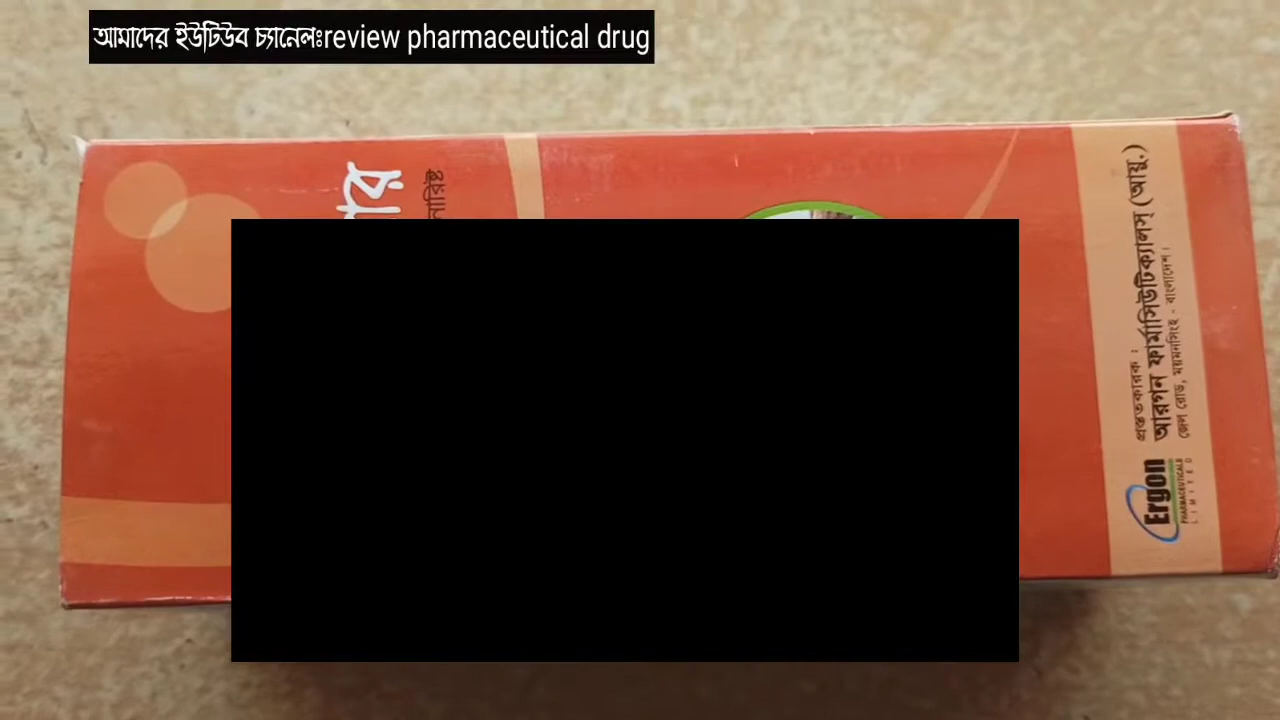 আমাদের ইউটিউব চ্যানেলঃreview pharmaceutical drug
প্রস্তুতকারক :
আরগন ফার্মাসিউটিক্যালস্ (আয়ু.)
জেল রোড, ময়মনসিংহ - বাংলাদেশ।
Ergon
PHARMACEUTICALS
LIMITED